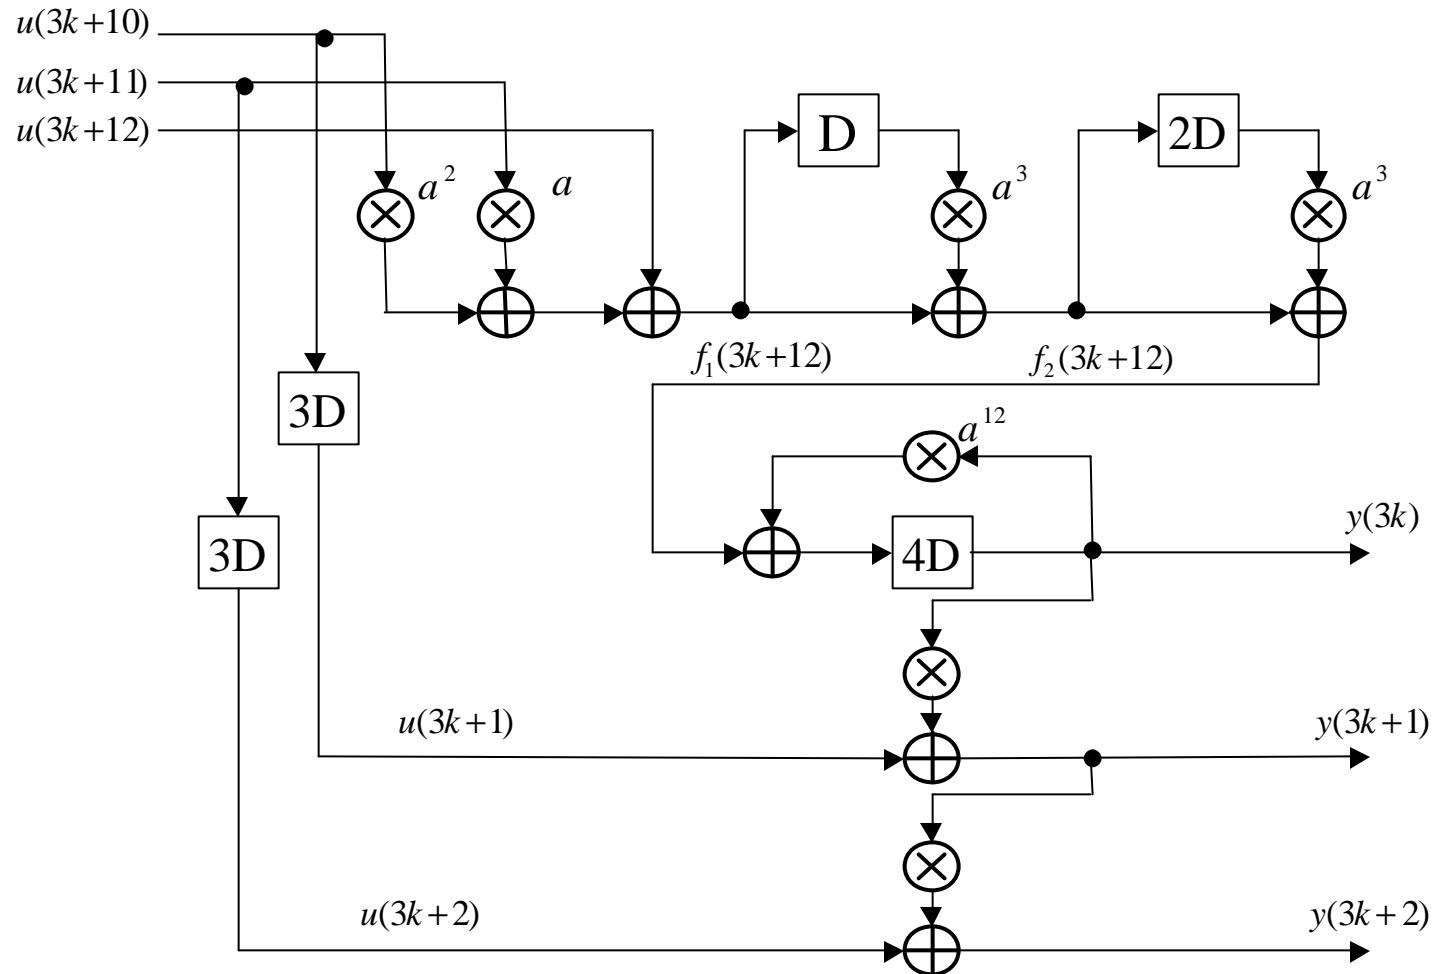 u(3k+10)
u(3k+11)
u(3k+12)
D
2D
a²
a
a³
a³
f₁(3k+12)
f₂(3k+12)
3D
a¹²
y(3k)
3D
4D
u(3k+1)
y(3k+1)
u(3k+2)
y(3k+2)